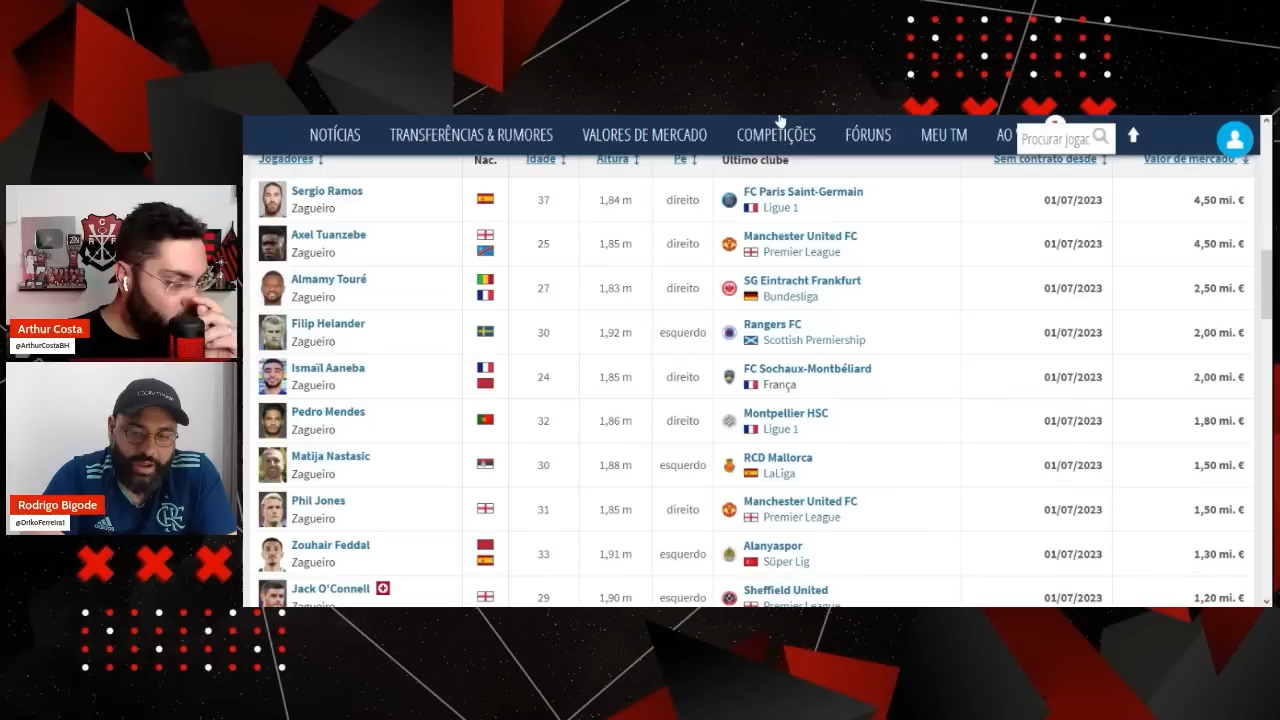 NOTÍCIAS TRANSFERÊNCIAS & RUMORES VALORES DE MERCADO COMPETIÇÕES FÓRUNS MEU TM AO Procurar jogac
Jogadores Nac. Idade Altura Pé Último clube Sem contrato desde Valor de mercado
Sergio Ramos
Zagueiro
37 1,84 m direito
FC Paris Saint-Germain
Ligue 1
01/07/2023 4,50 mi. €
Axel Tuanzebe
Zagueiro
25 1,85 m direito
Manchester United FC
Premier League
01/07/2023 4,50 mi. €
Almamy Touré
Zagueiro
27 1,83 m direito
SG Eintracht Frankfurt
Bundesliga
01/07/2023 2,50 mi. €
Filip Helander
Zagueiro
30 1,92 m esquerdo
Rangers FC
Scottish Premiership
01/07/2023 2,00 mi. €
Ismaïl Aaneba
Zagueiro
24 1,85 m direito
FC Sochaux-Montbéliard
França
01/07/2023 2,00 mi. €
Pedro Mendes
Zagueiro
32 1,86 m direito
Montpellier HSC
Ligue 1
01/07/2023 1,80 mi. €
Matija Nastasic
Zagueiro
30 1,88 m esquerdo
RCD Mallorca
LaLiga
01/07/2023 1,50 mi. €
Phil Jones
Zagueiro
31 1,85 m direito
Manchester United FC
Premier League
01/07/2023 1,50 mi. €
Zouhair Feddal
Zagueiro
33 1,91 m esquerdo
Alanyaspor
Süper Lig
01/07/2023 1,30 mi. €
Jack O'Connell
Zagueiro
29 1,90 m esquerdo
Sheffield United
Premier League
01/07/2023 1,20 mi. €
Arthur Costa
@ArthurCostaBH
Rodrigo Bigode
@DrikoFerreira1
adidas